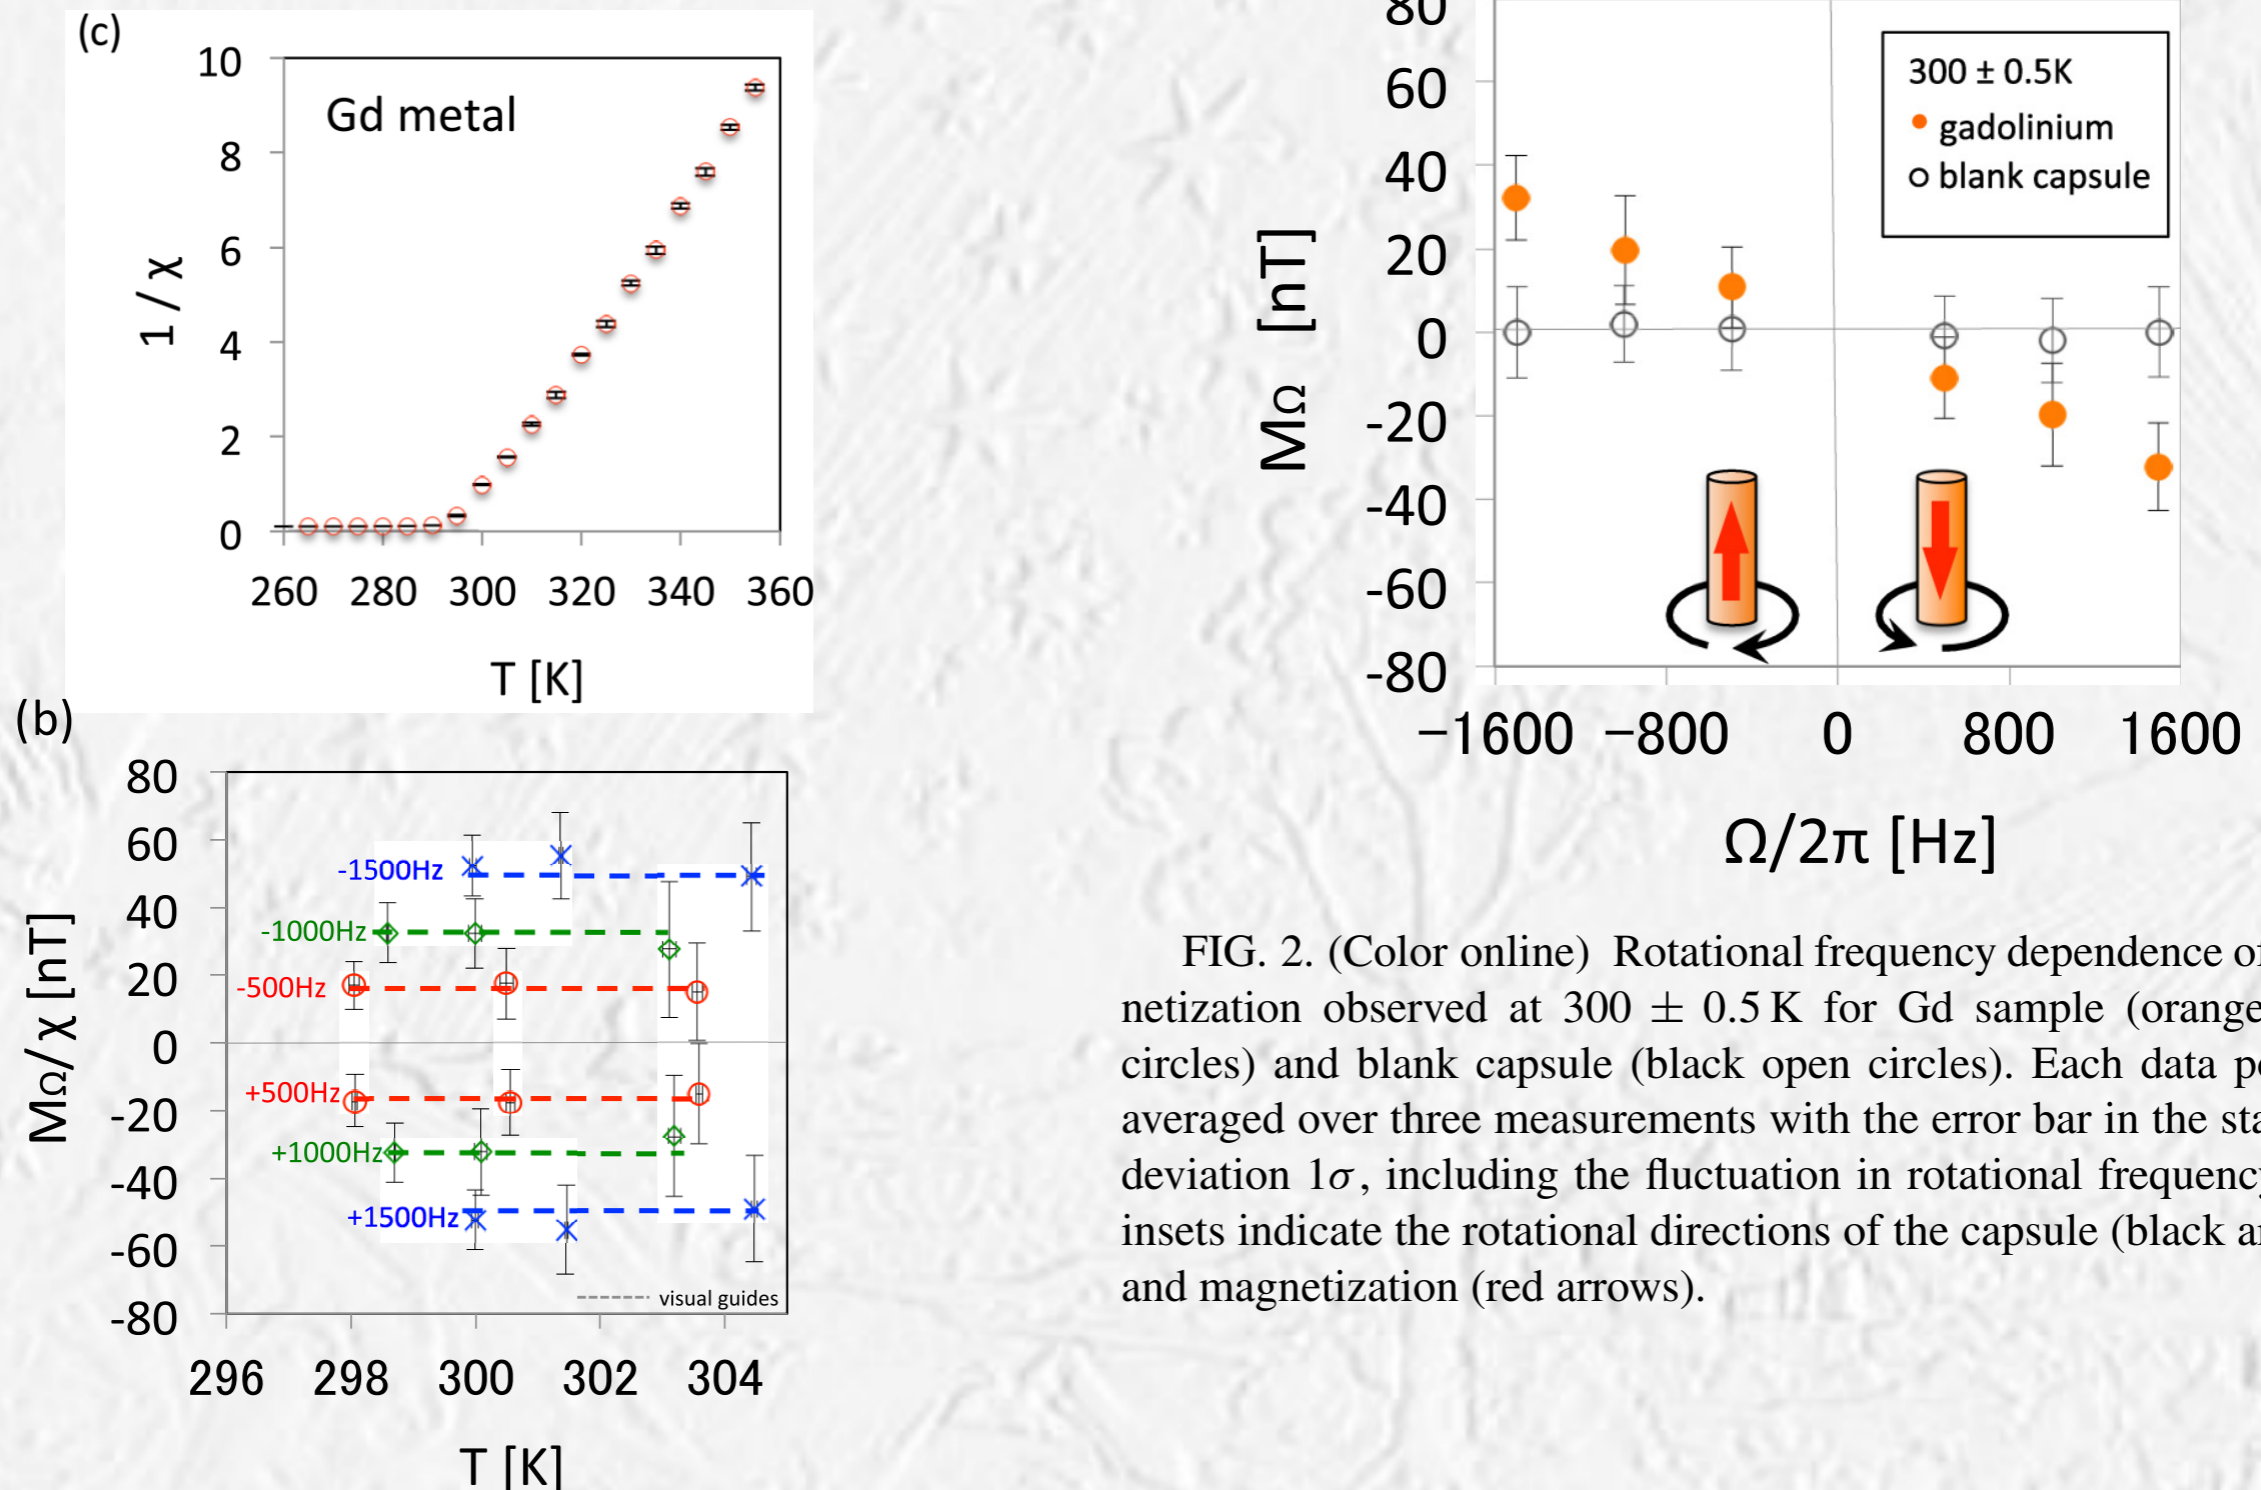 (c)
10
8
6
4
2
0
Gd metal
1 / χ
260 280 300 320 340 360
T [K]
(b)
80
60
40
20
0
-20
-40
-60
-80
-1500Hz
-1000Hz
-500Hz
+500Hz
+1000Hz
+1500Hz
visual guides
MΩ/χ [nT]
296 298 300 302 304
T [K]
80
60
40
20
0
-20
-40
-60
-80
300 ± 0.5K
gadolinium
blank capsule
MΩ [nT]
−1600 −800 0 800 1600
Ω/2π [Hz]
FIG. 2. (Color online) Rotational frequency dependence of
netization observed at 300 ± 0.5 K for Gd sample (orange
circles) and blank capsule (black open circles). Each data
averaged over three measurements with the error bar in the
deviation 1σ, including the fluctuation in rotational frequency
insets indicate the rotational directions of the capsule (black
and magnetization (red arrows).